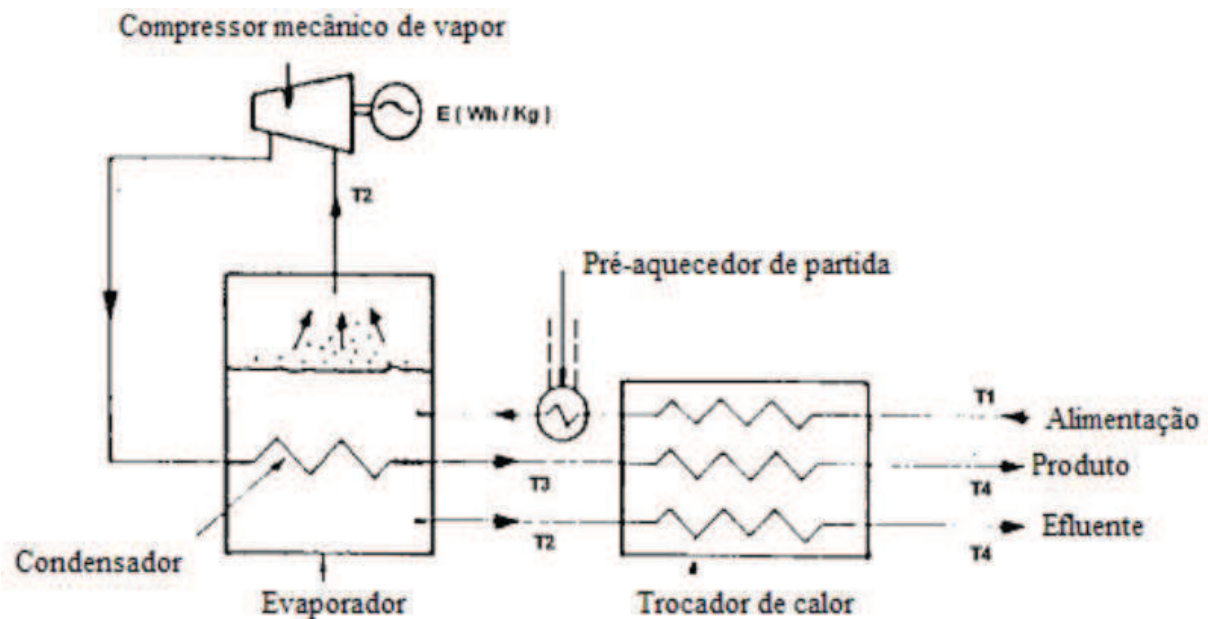 Compressor mecânico de vapor
E ( Wh / Kg )
T2
Pré-aquecedor de partida
T1
Alimentação
Produto
T3
T4
Efluente
T2
T4
Condensador
Evaporador
Trocador de calor